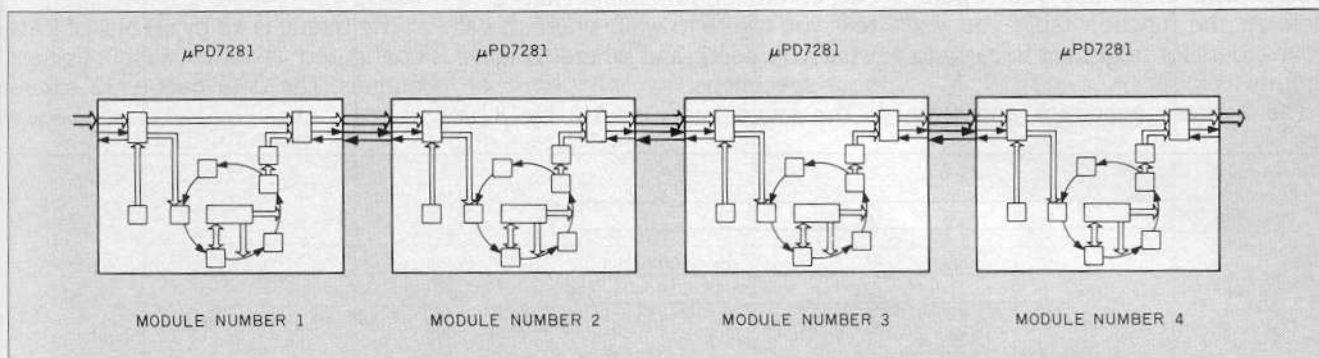 μPD7281 μPD7281 μPD7281 μPD7281
MODULE NUMBER 1 MODULE NUMBER 2 MODULE NUMBER 3 MODULE NUMBER 4